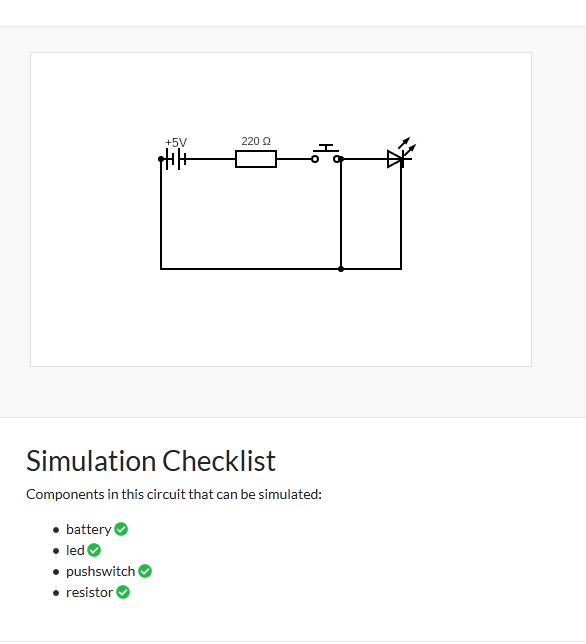 +5V
220 Ω
Simulation Checklist
Components in this circuit that can be simulated:
battery
led
pushswitch
resistor